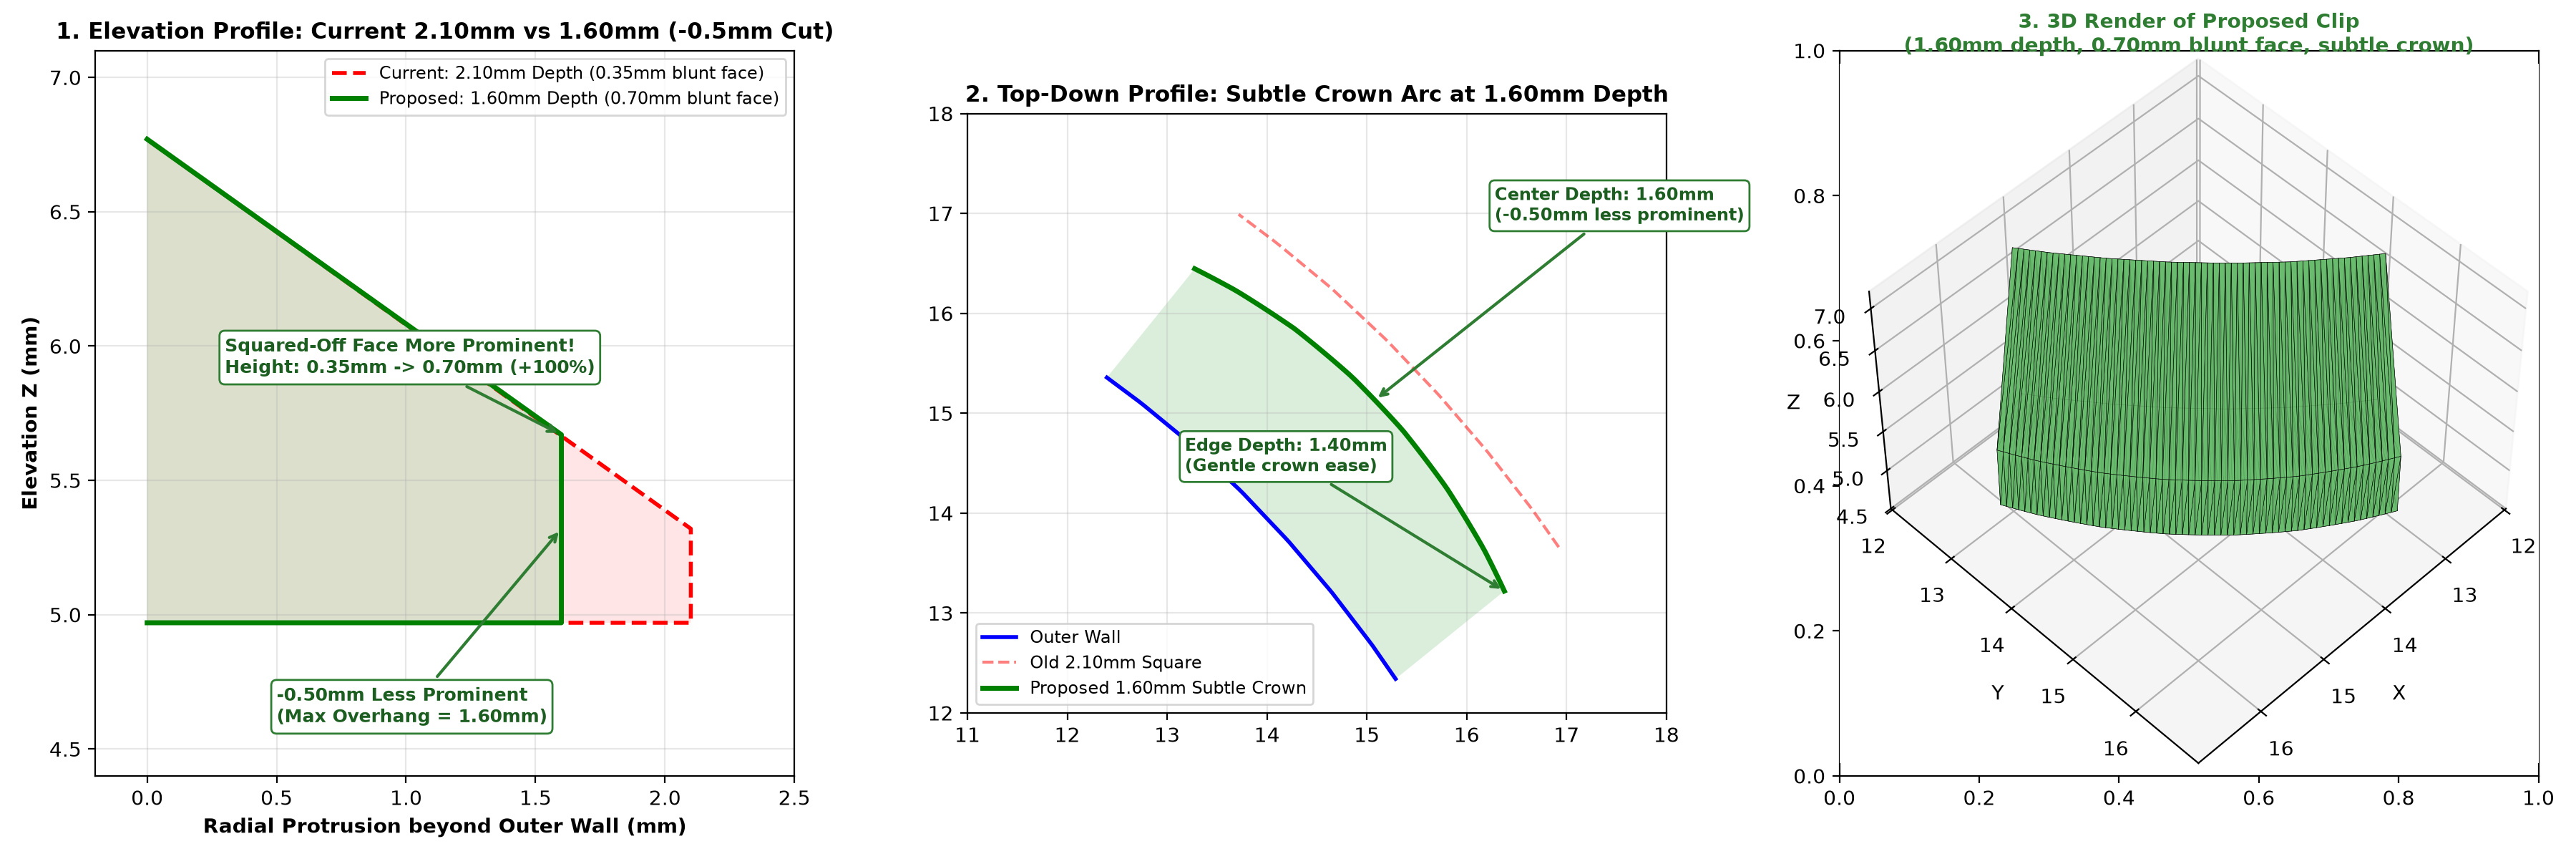 1. Elevation Profile: Current 2.10mm vs 1.60mm (-0.5mm Cut)
Current: 2.10mm Depth (0.35mm blunt face)
Proposed: 1.60mm Depth (0.70mm blunt face)
7.0
6.5
6.0
5.5
5.0
4.5
Elevation Z (mm)
Squared-Off Face More Prominent!
Height: 0.35mm -> 0.70mm (+100%)
-0.50mm Less Prominent
(Max Overhang = 1.60mm)
0.0
0.5
1.0
1.5
2.0
2.5
Radial Protrusion beyond Outer Wall (mm)
2. Top-Down Profile: Subtle Crown Arc at 1.60mm Depth
18
17
16
15
14
13
12
Center Depth: 1.60mm
(-0.50mm less prominent)
Edge Depth: 1.40mm
(Gentle crown ease)
Outer Wall
Old 2.10mm Square
Proposed 1.60mm Subtle Crown
11
12
13
14
15
16
17
18
3. 3D Render of Proposed Clip
(1.60mm depth, 0.70mm blunt face, subtle crown)
1.0
0.8
0.6
0.4
0.2
0.0
7.0
6.5
6.0
5.5
5.0
4.5
Z
12
13
14
15
16
Y
12
13
14
15
16
X
0.0
0.2
0.4
0.6
0.8
1.0